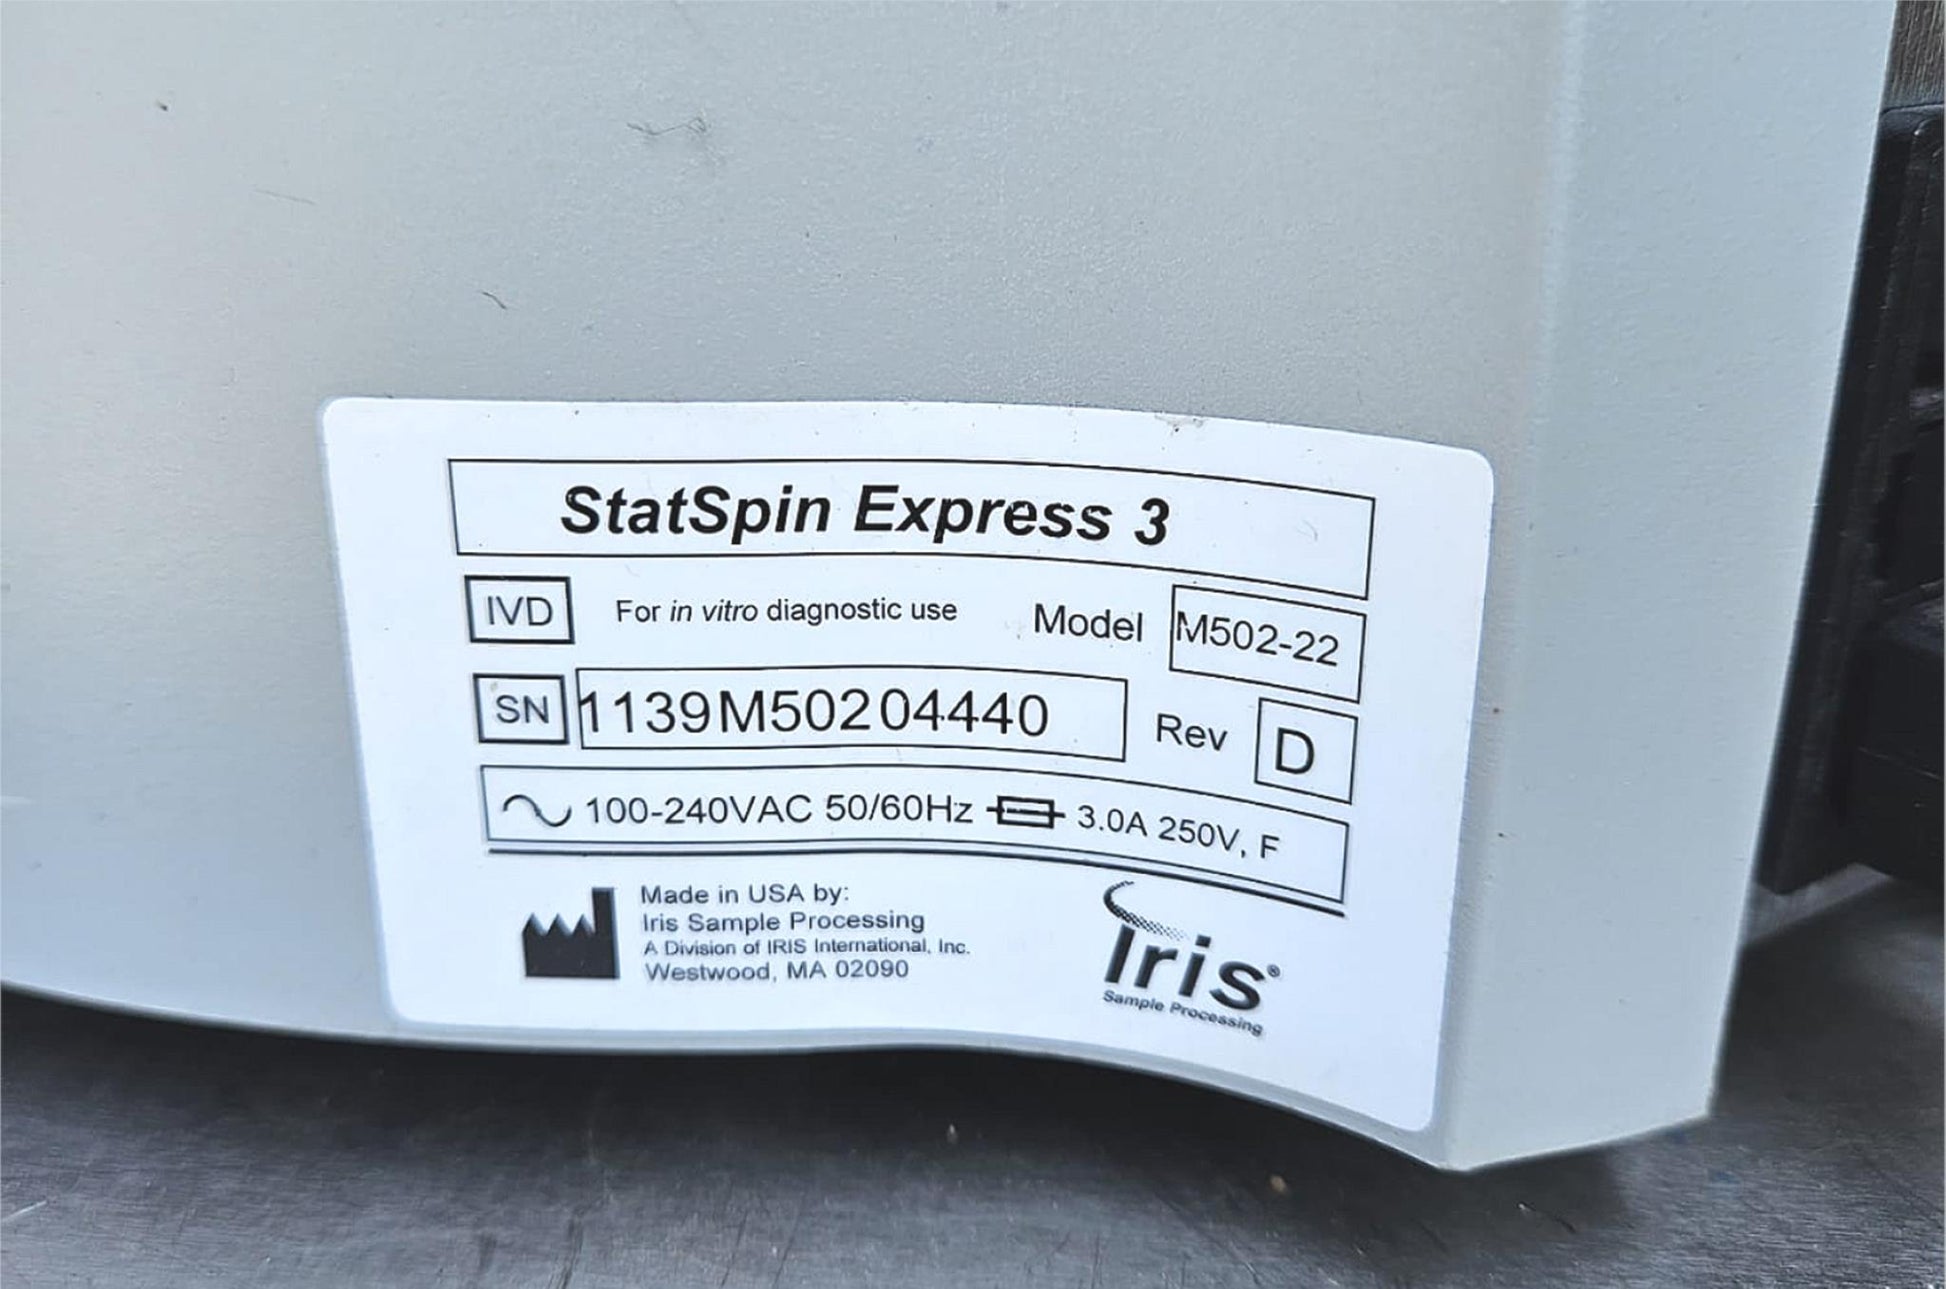 StatSpin Express 3
IVD For in vitro diagnostic use Model M502-22
SN 1139M50204440 Rev D
100-240VAC 50/60Hz 3.0A 250V, F
Made in USA by:
Iris Sample Processing
A Division of IRIS International, Inc.
Westwood, MA 02090
Iris®
Sample Processing